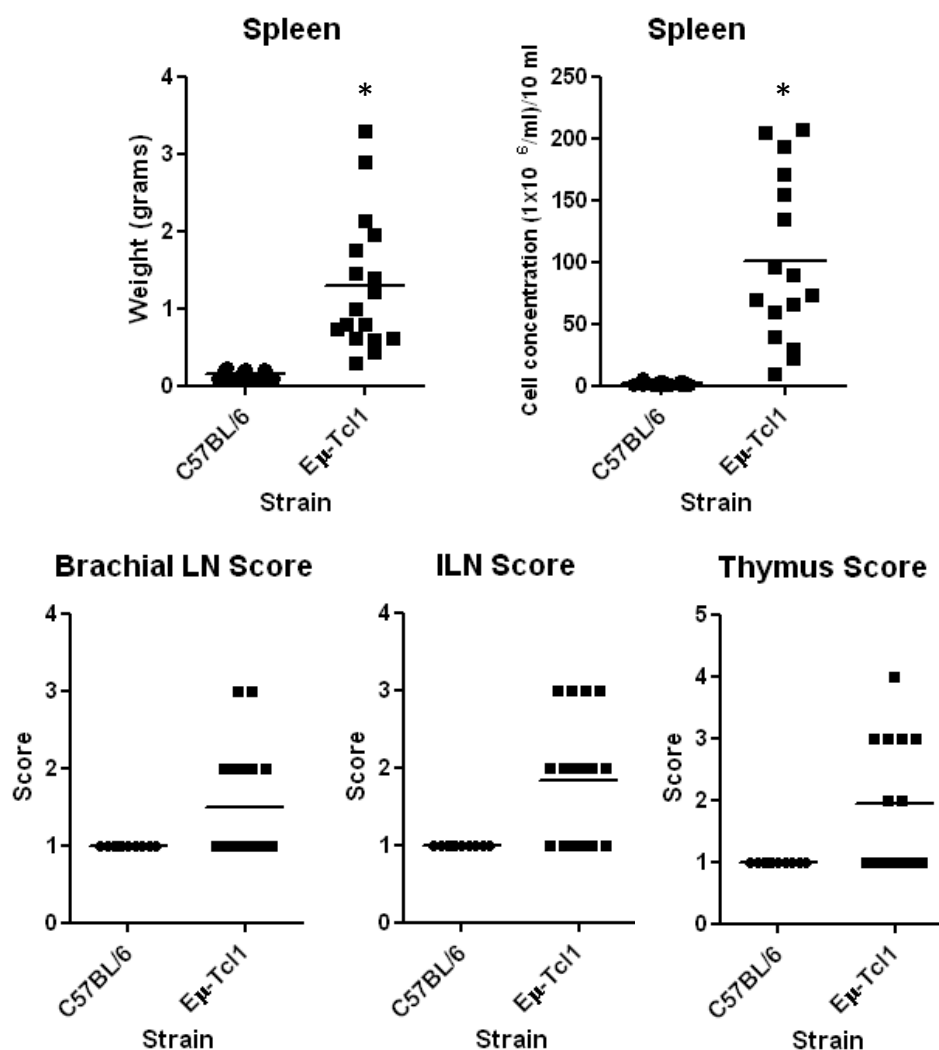 Spleen
Weight (grams)
4
3
2
1
0
*
C57BL/6
Eμ-Tcl1
Strain
Spleen
Cell concentration (1x10 6/ml)/10 ml
250
200
150
100
50
0
*
C57BL/6
Eμ-Tcl1
Strain
Brachial LN Score
Score
4
3
2
1
0
C57BL/6
Eμ-Tcl1
Strain
ILN Score
Score
4
3
2
1
0
C57BL/6
Eμ-Tcl1
Strain
Thymus Score
Score
5
4
3
2
1
0
C57BL/6
Eμ-Tcl1
Strain